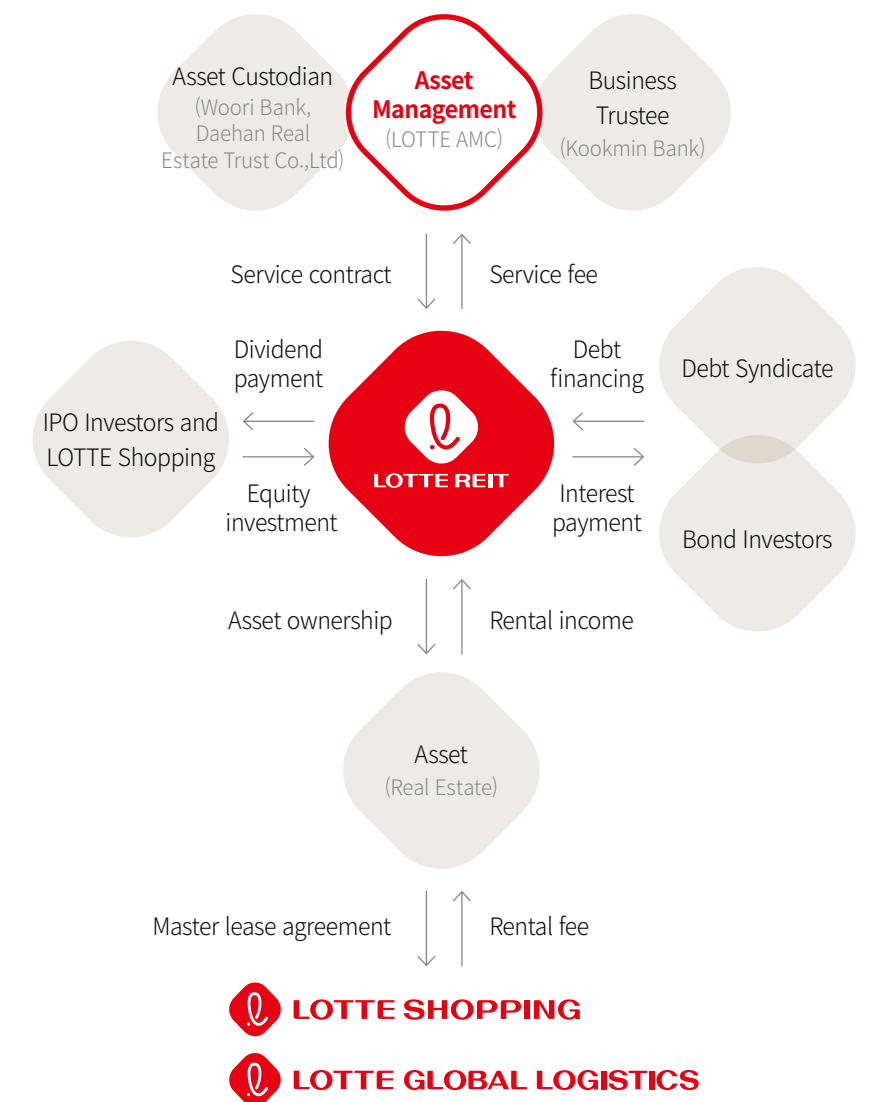 Asset Custodian
(Woori Bank,
Daehan Real
Estate Trust Co.,Ltd)
Asset
Management
(LOTTE AMC)
Business
Trustee
(Kookmin Bank)
Service contract
Service fee
Dividend
payment
Debt
financing
Debt Syndicate
IPO Investors and
LOTTE Shopping
LOTTE REIT
Equity
investment
Interest
payment
Bond Investors
Asset ownership
Rental income
Asset
(Real Estate)
Master lease agreement
Rental fee
LOTTE SHOPPING
LOTTE GLOBAL LOGISTICS